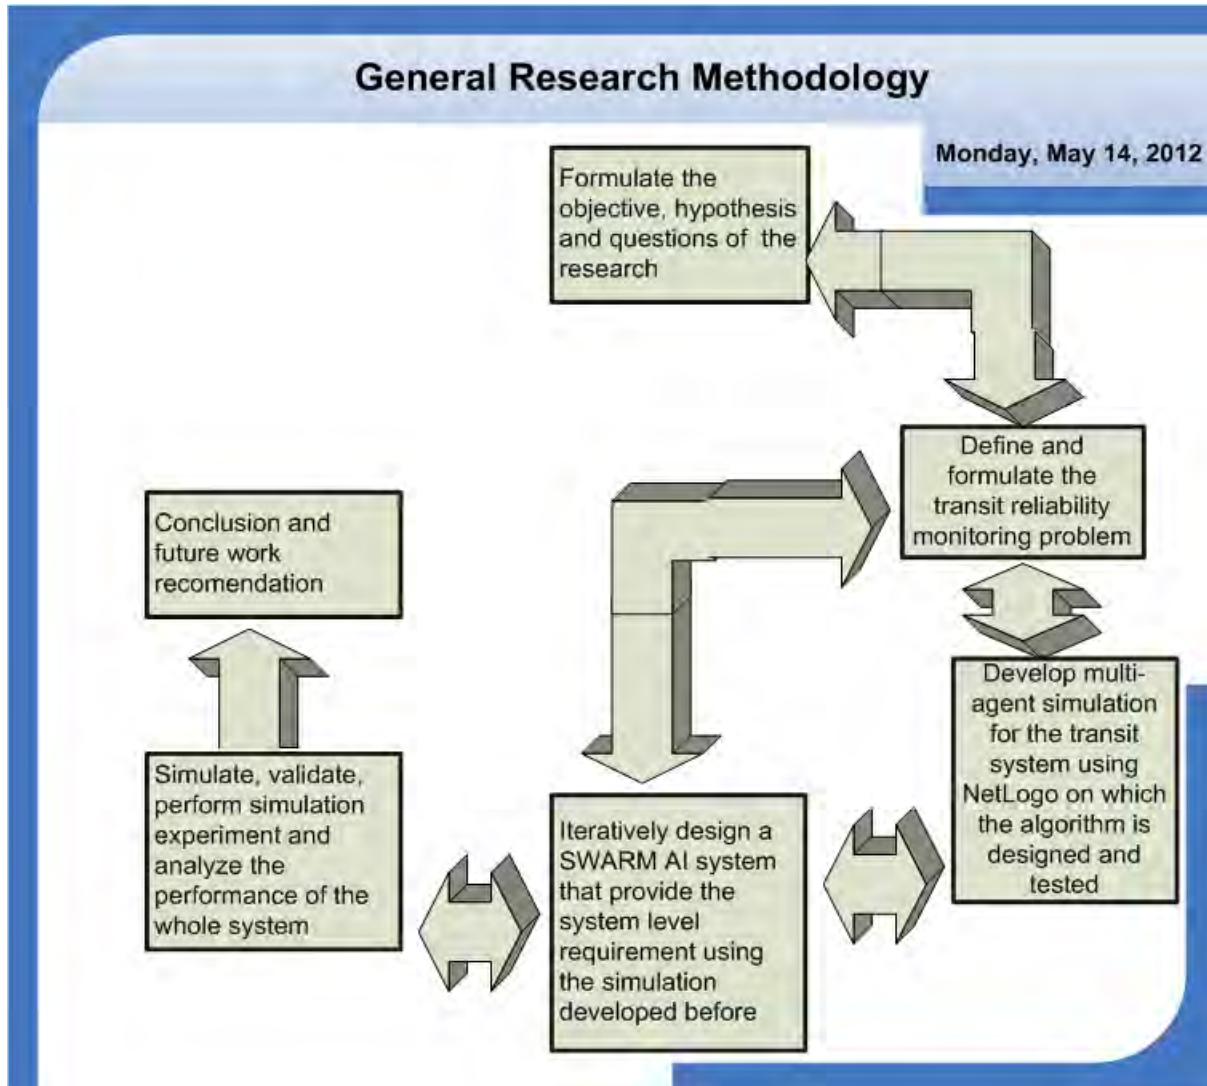 General Research Methodology
Monday, May 14, 2012
Formulate the
objective, hypothesis
and questions of the
research
Define and
formulate the
transit reliability
monitoring problem
Conclusion and
future work
recomendation
Develop multi-
agent simulation
for the transit
system using
NetLogo on which
the algorithm is
designed and
tested
Simulate, validate,
perform simulation
experiment and
analyze the
performance of the
whole system
Iteratively design a
SWARM AI system
that provide the
system level
requirement using
the simulation
developed before